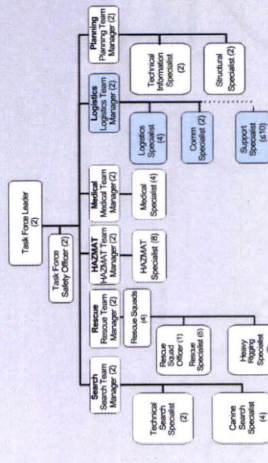 Task Force Leader
(2)
Task Force
Safety Officer (2)
Search
Search Team
Manager (2)
Technical
Search
Specialist
(2)
Canine Search
Specialist
(4)
Rescue
Rescue Team
Manager (2)
Rescue Squads
(4)
Rescue
Squad
Officer (1)
Rescue
Specialist (5)
Heavy
Rigging
Specialist
HAZMAT
HAZMAT Team
Manager (2)
HAZMAT
Specialist (8)
Medical
Medical Team
Manager (2)
Medical
Specialist (4)
Logistics
Logistics Team
Manager (2)
Logistics
Specialist
(4)
Comm
Specialist (2)
Support
Specialist
(≤10)
Planning
Planning Team
Manager (2)
Technical
Information
Specialist
(2)
Structural
Specialist (2)